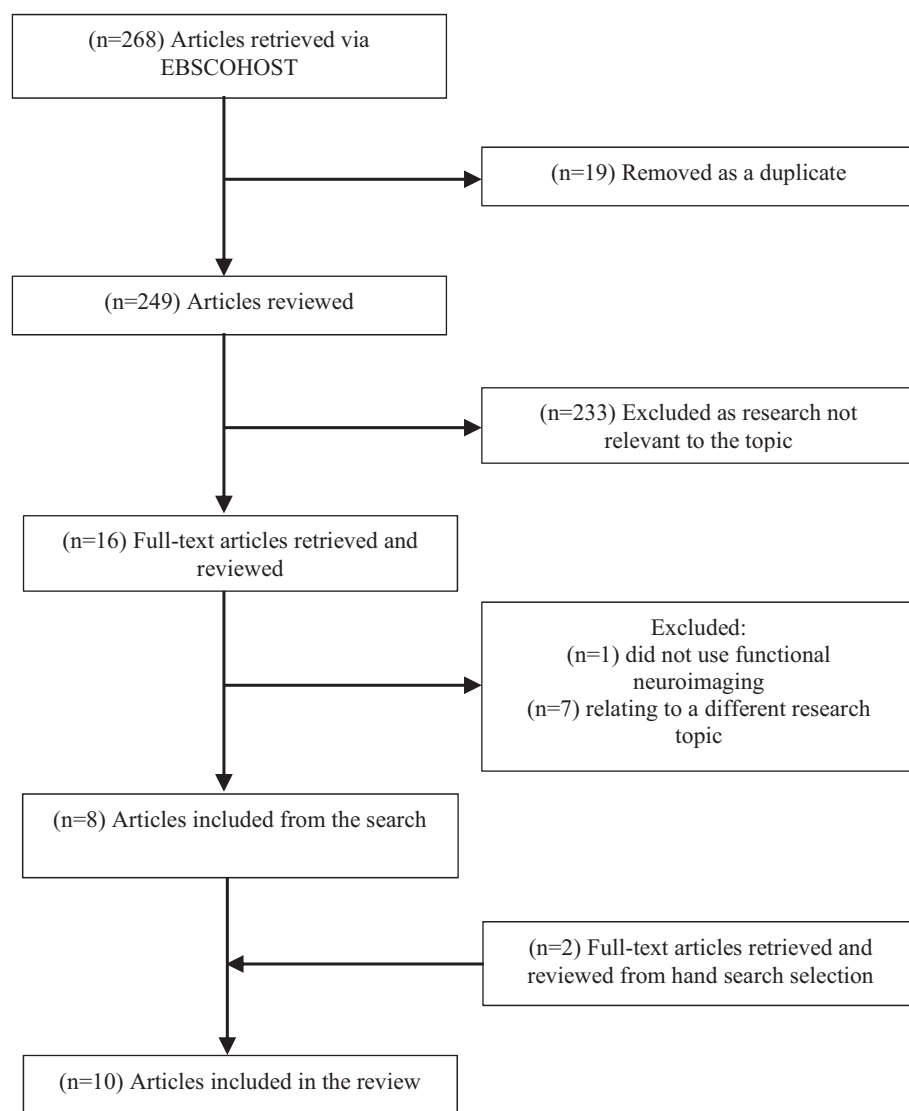 (n=268) Articles retrieved via
EBSCOHOST
(n=19) Removed as a duplicate
(n=249) Articles reviewed
(n=233) Excluded as research not
relevant to the topic
(n=16) Full-text articles retrieved and
reviewed
Excluded:
(n=1) did not use functional
neuroimaging
(n=7) relating to a different research
topic
(n=8) Articles included from the search
(n=2) Full-text articles retrieved and
reviewed from hand search selection
(n=10) Articles included in the review